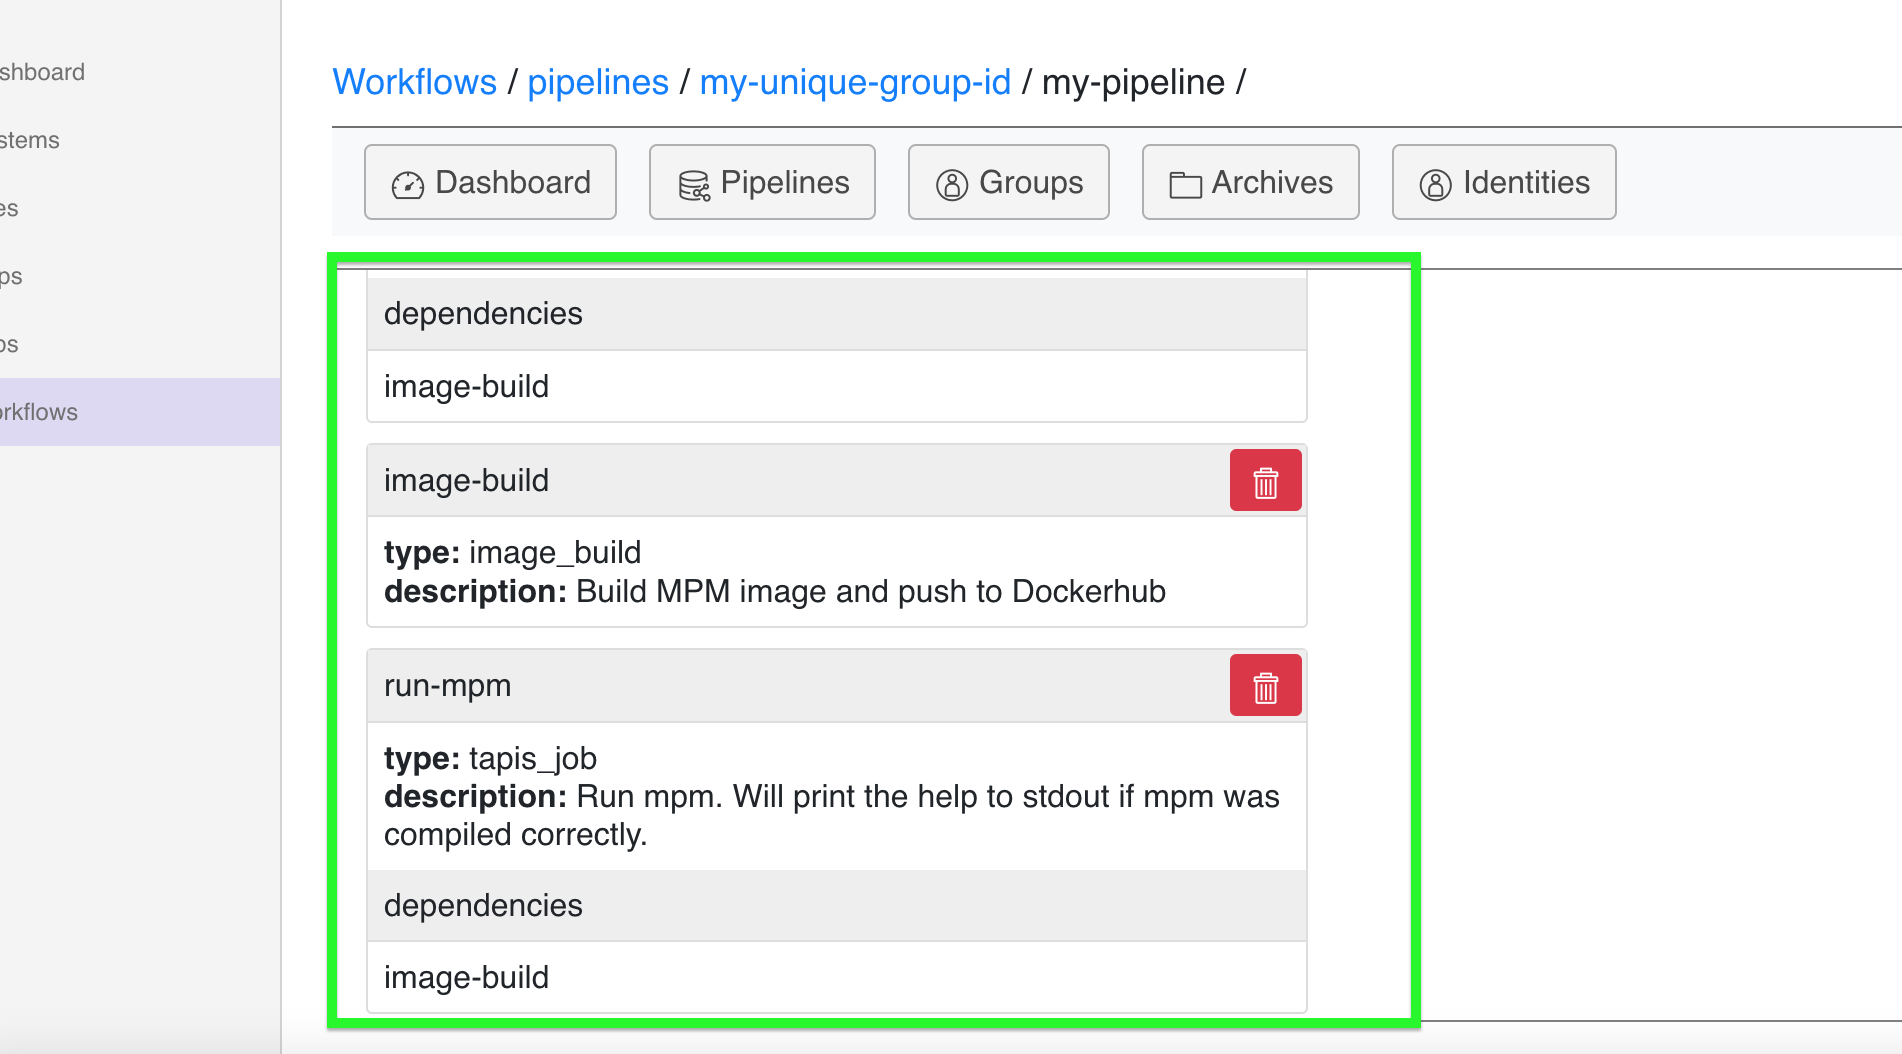 shboard
stems
es
ps
os
orkflows
Workflows / pipelines / my-unique-group-id / my-pipeline /
Dashboard Pipelines Groups Archives Identities
dependencies
image-build
image-build
type: image_build
description: Build MPM image and push to Dockerhub
run-mpm
type: tapis_job
description: Run mpm. Will print the help to stdout if mpm was
compiled correctly.
dependencies
image-build